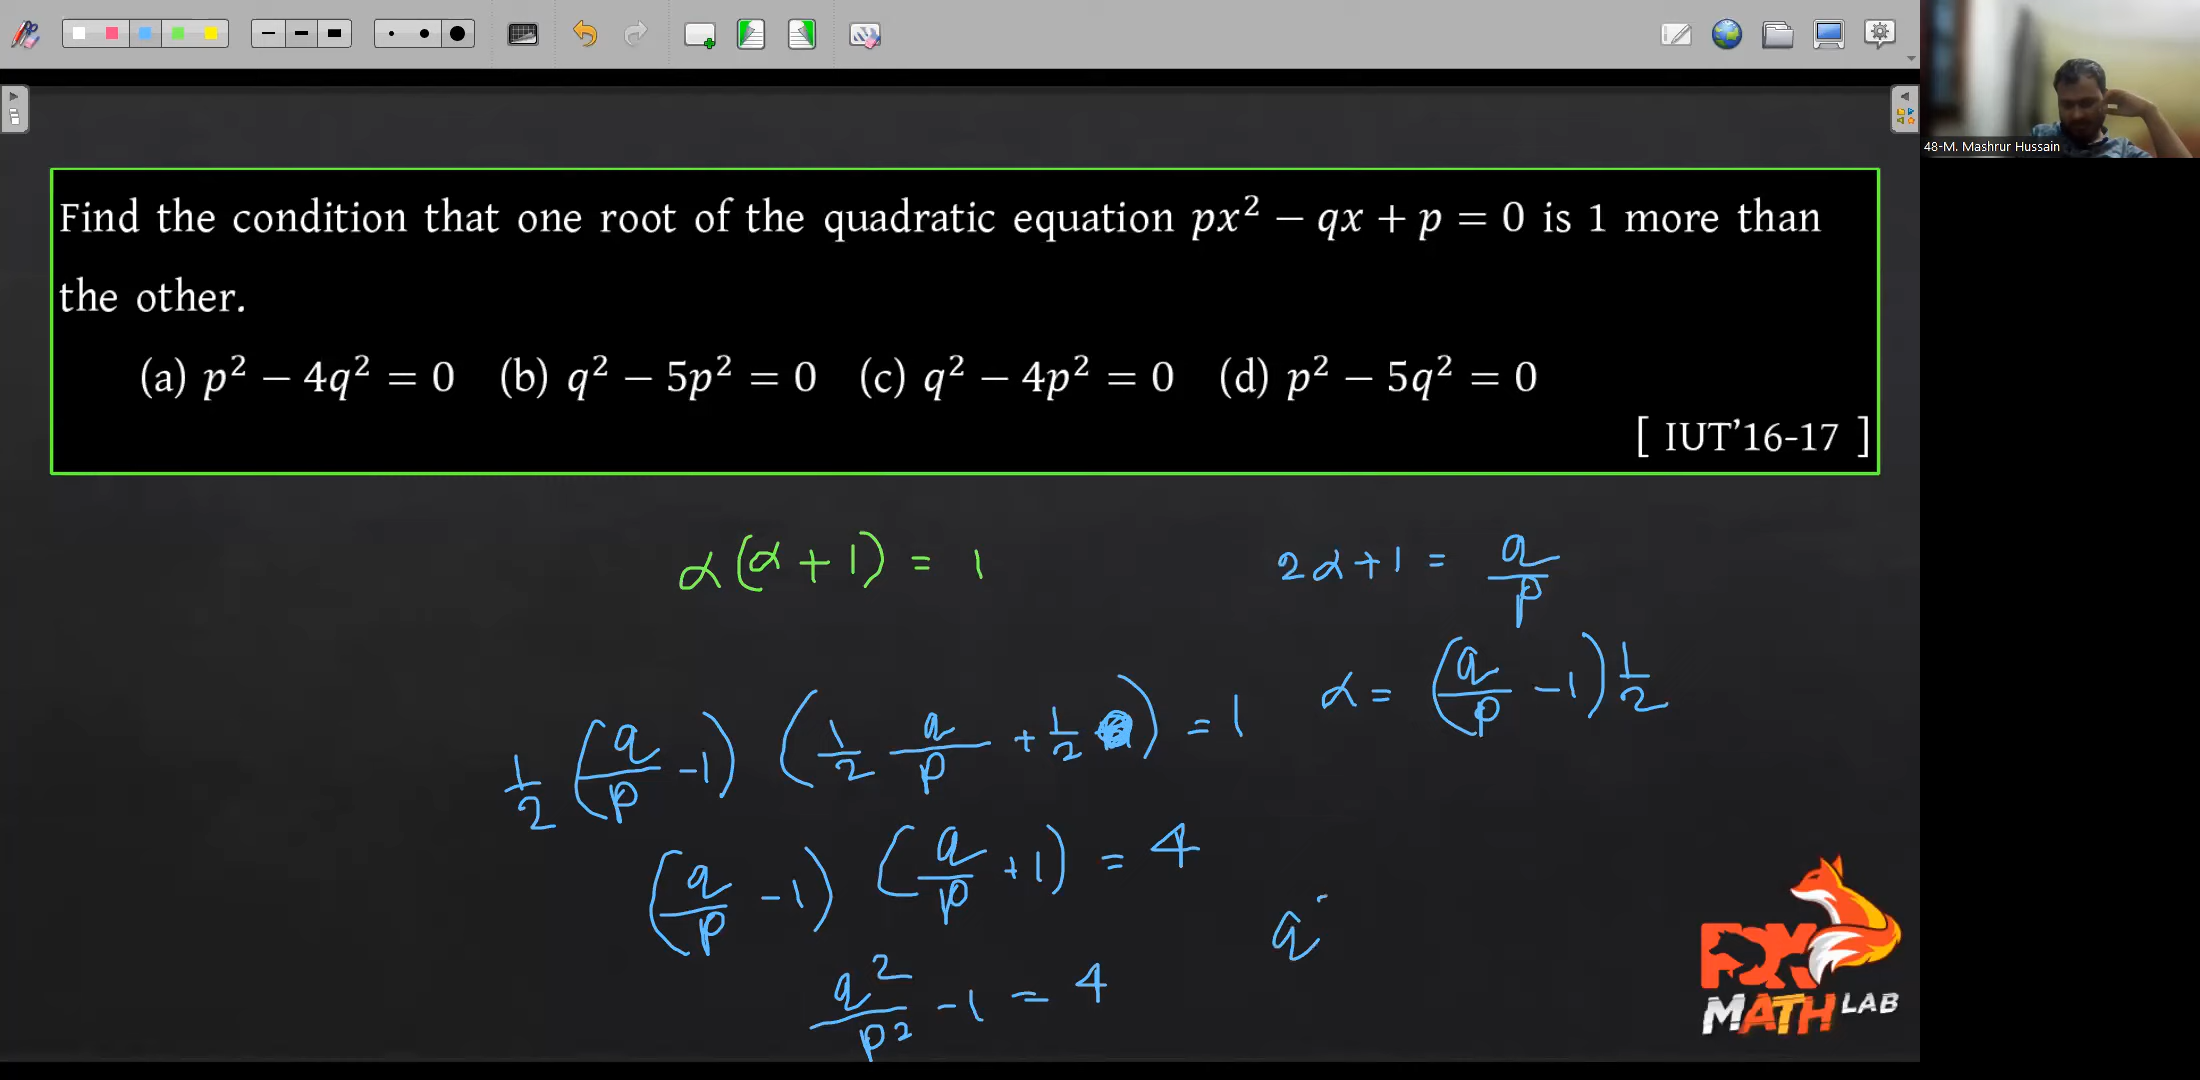 48-M. Mashrur Hussain
Find the condition that one root of the quadratic equation px² − qx + p = 0 is 1 more than
the other.
(a) p² − 4q² = 0 (b) q² − 5p² = 0 (c) q² − 4p² = 0 (d) p² − 5q² = 0
[ IUT’16-17 ]
α(α + 1) = 1
2α + 1 = q/p
α = (q/p − 1) 1/2
1/2 (q/p − 1) (1/2 q/p + 1/2) = 1
(q/p − 1) (q/p + 1) = 4
q²/p² − 1 = 4
q
FOX
MATH LAB